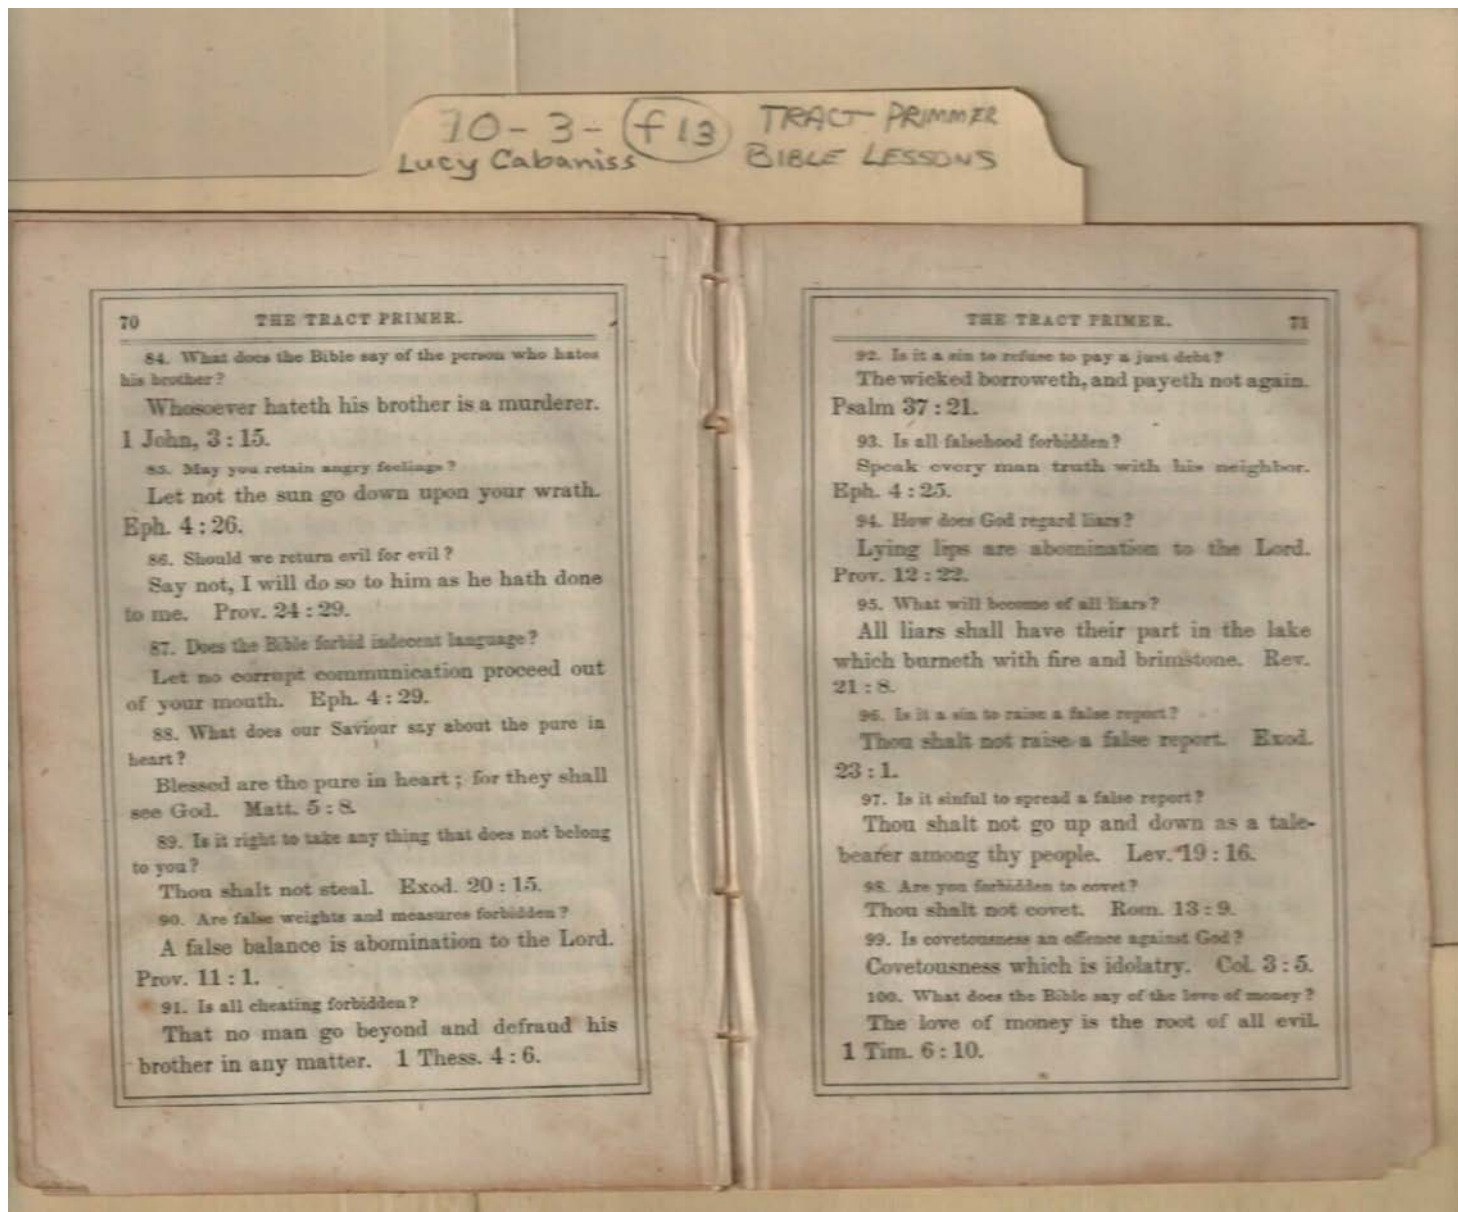 10-3-f13 TRACT PRIMMER
Lucy Cabaniss BIBLE LESSONS
70 THE TRACT PRIMER.
84. What does the Bible say of the person who hates
his brother?
Whosoever hateth his brother is a murderer.
1 John, 3 : 15.
85. May you retain angry feelings?
Let not the sun go down upon your wrath.
Eph. 4 : 26.
86. Should we return evil for evil?
Say not, I will do so to him as he hath done
to me. Prov. 24 : 29.
87. Does the Bible forbid indecent language?
Let no corrupt communication proceed out
of your mouth. Eph. 4 : 29.
88. What does our Saviour say about the pure in
heart?
Blessed are the pure in heart; for they shall
see God. Matt. 5 : 8.
89. Is it right to take any thing that does not belong
to you?
Thou shalt not steal. Exod. 20 : 15.
90. Are false weights and measures forbidden?
A false balance is abomination to the Lord.
Prov. 11 : 1.
91. Is all cheating forbidden?
That no man go beyond and defraud his
brother in any matter. 1 Thess. 4 : 6.
THE TRACT PRIMER. 71
92. Is it a sin to refuse to pay a just debt?
The wicked borroweth, and payeth not again.
Psalm 37 : 21.
93. Is all falsehood forbidden?
Speak every man truth with his neighbor.
Eph. 4 : 25.
94. How does God regard liars?
Lying lips are abomination to the Lord.
Prov. 12 : 22.
95. What will become of all liars?
All liars shall have their part in the lake
which burneth with fire and brimstone. Rev.
21 : 8.
96. Is it a sin to raise a false report?
Thou shalt not raise a false report. Exod.
23 : 1.
97. Is it sinful to spread a false report?
Thou shalt not go up and down as a tale-
bearer among thy people. Lev. 19 : 16.
98. Are you forbidden to covet?
Thou shalt not covet. Rom. 13 : 9.
99. Is covetousness an offence against God?
Covetousness which is idolatry. Col. 3 : 5.
100. What does the Bible say of the love of money?
The love of money is the root of all evil.
1 Tim. 6 : 10.